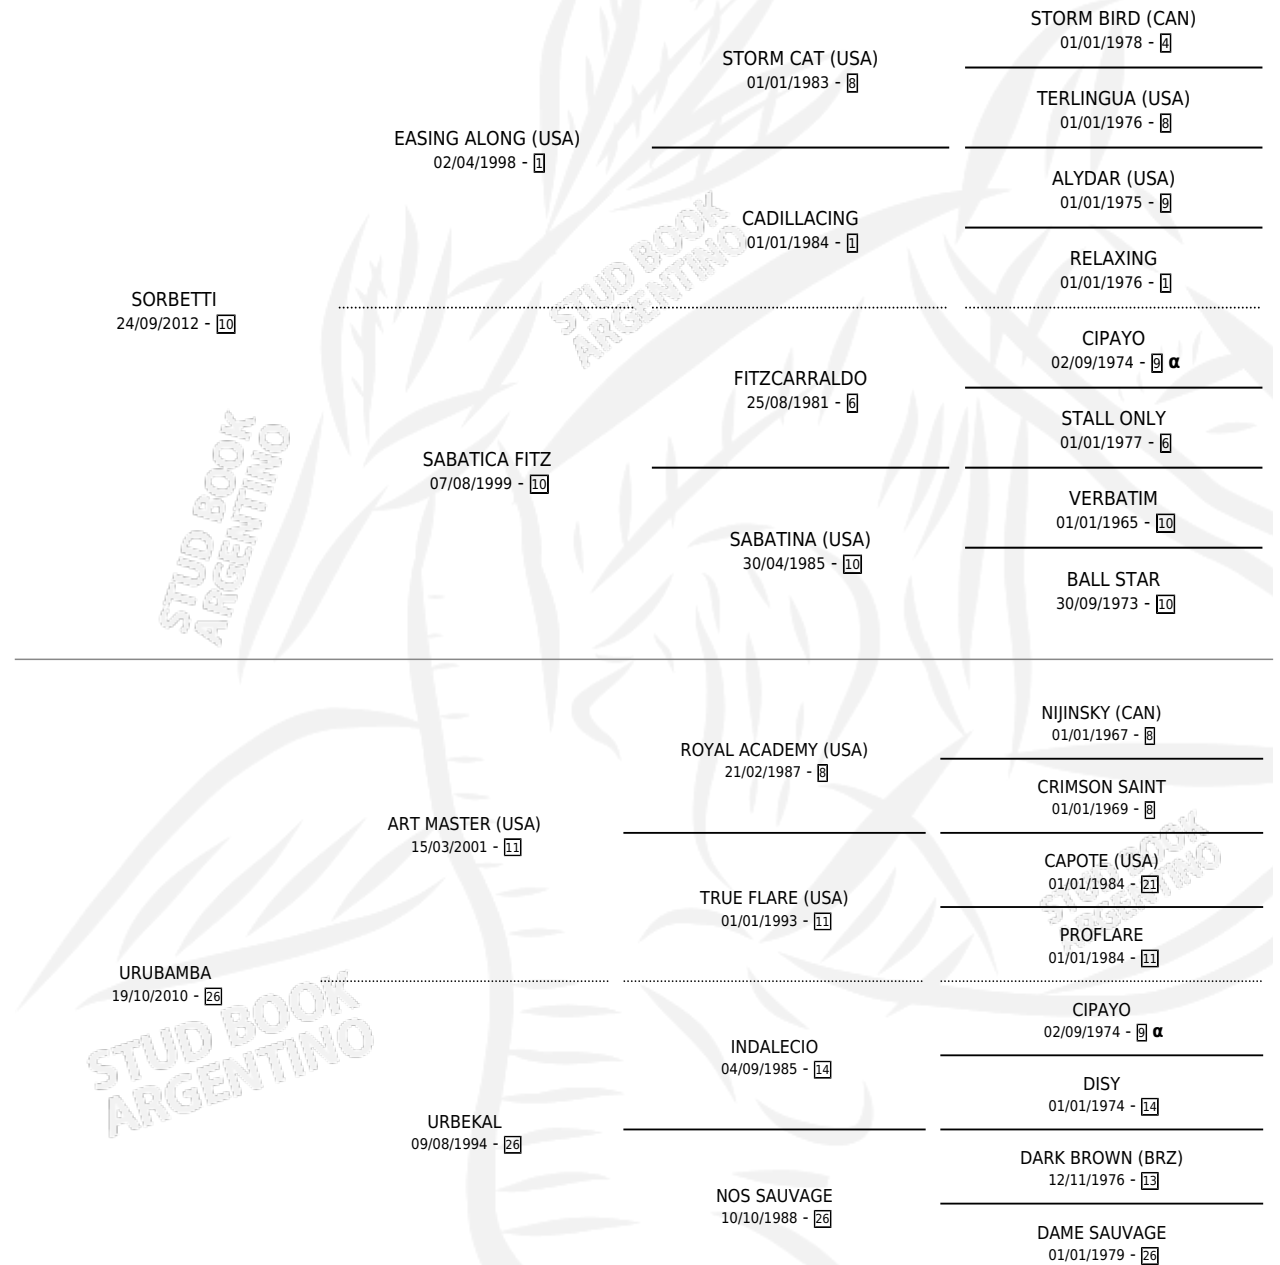 STORM BIRD (CAN)
01/01/1978 - 4
STORM CAT (USA)
01/01/1983 - 8
TERLINGUA (USA)
01/01/1976 - 8
EASING ALONG (USA)
02/04/1998 - 1
ALYDAR (USA)
01/01/1975 - 9
CADILLACING
01/01/1984 - 1
RELAXING
01/01/1976 - 1
STUD BOOK
ARGENTINO
SORBETTI
24/09/2012 - 10
CIPAYO
02/09/1974 - 9 α
FITZCARRALDO
25/08/1981 - 6
STALL ONLY
01/01/1977 - 6
SABATICA FITZ
07/08/1999 - 10
VERBATIM
01/01/1965 - 10
SABATINA (USA)
30/04/1985 - 10
BALL STAR
30/09/1973 - 10
STUD BOOK
ARGENTINO
NIJINSKY (CAN)
01/01/1967 - 8
ROYAL ACADEMY (USA)
21/02/1987 - 8
CRIMSON SAINT
01/01/1969 - 8
ART MASTER (USA)
15/03/2001 - 11
CAPOTE (USA)
01/01/1984 - 21
STUD BOOK
ARGENTINO
TRUE FLARE (USA)
01/01/1993 - 11
PROFLARE
01/01/1984 - 11
URUBAMBA
19/10/2010 - 26
STUD BOOK
ARGENTINO
CIPAYO
02/09/1974 - 9 α
INDALECIO
04/09/1985 - 14
DISY
01/01/1974 - 14
URBEKAL
09/08/1994 - 26
DARK BROWN (BRZ)
12/11/1976 - 13
NOS SAUVAGE
10/10/1988 - 26
DAME SAUVAGE
01/01/1979 - 26